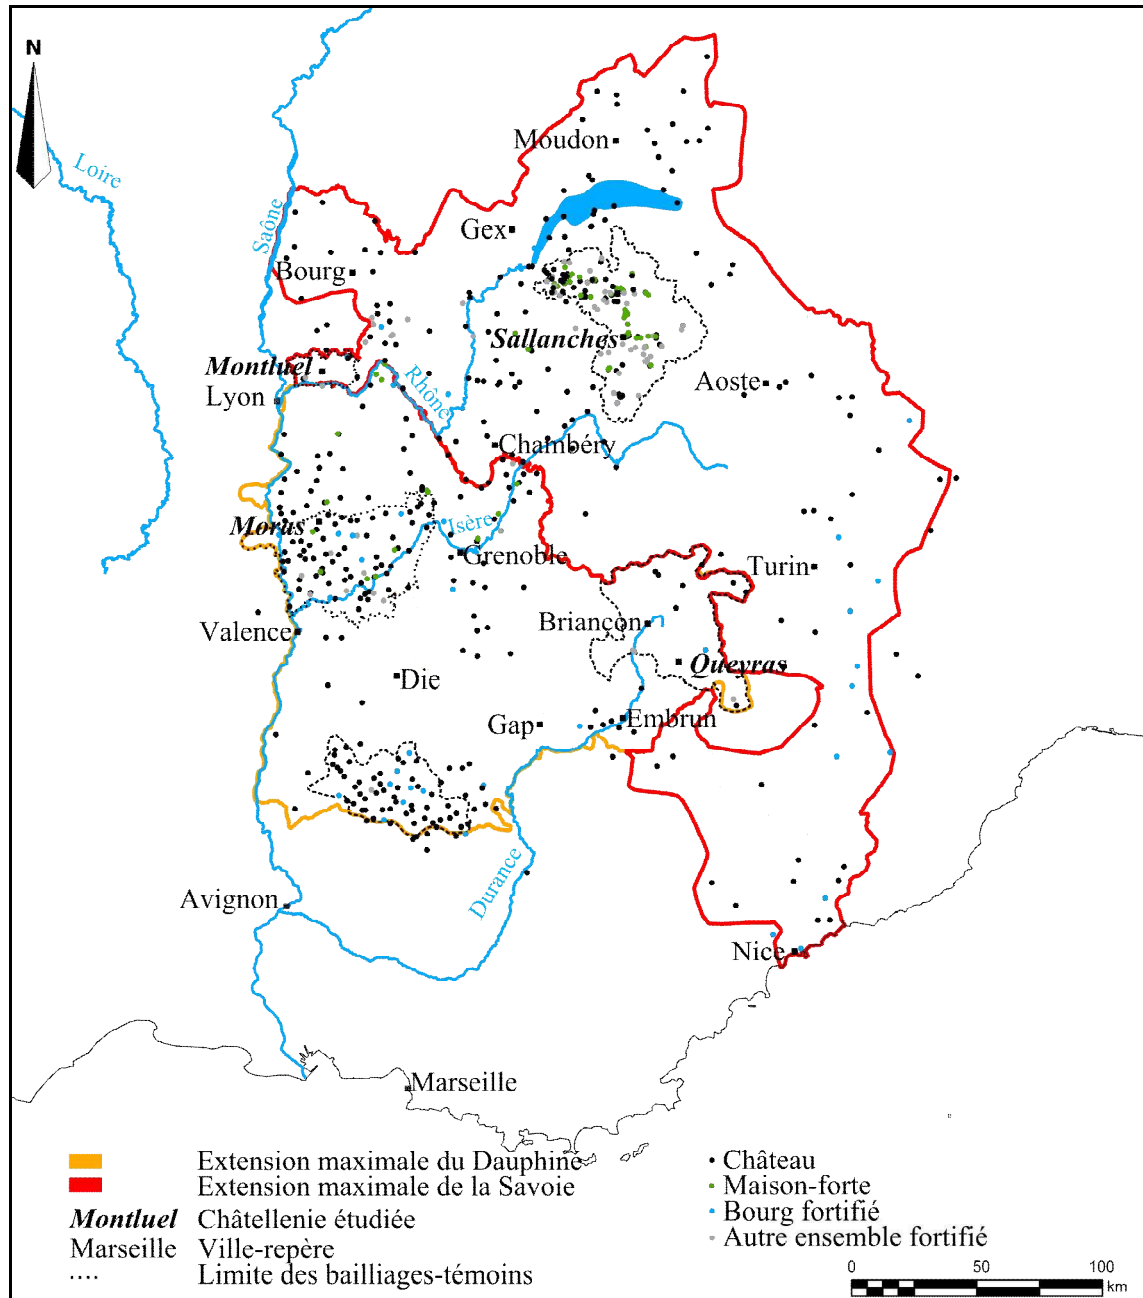 N
Loire
Saône
Moudon
Gex
Bourg
Sallanches
Montluel
Lyon
Rhône
Aoste
Chambéry
Moras
Isère
Grenoble
Turin
Briançon
Valence
Queyras
Die
Gap
Embrun
Durance
Avignon
Nice
Marseille
Extension maximale du Dauphiné
Extension maximale de la Savoie
Montluel Châtellenie étudiée
Marseille Ville-repère
.... Limite des bailliages-témoins
Château
Maison-forte
Bourg fortifié
Autre ensemble fortifié
0 50 100
km